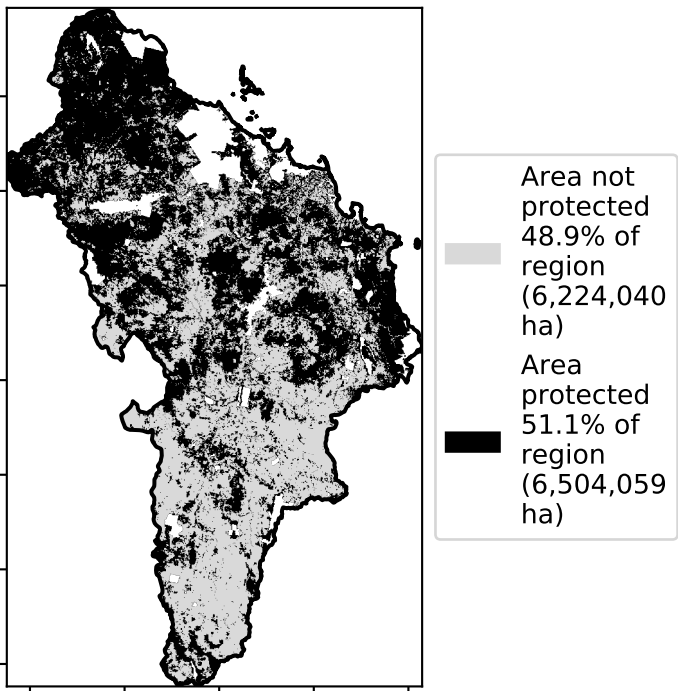 Area not
protected
48.9% of
region
(6,224,040
ha)
Area
protected
51.1% of
region
(6,504,059
ha)